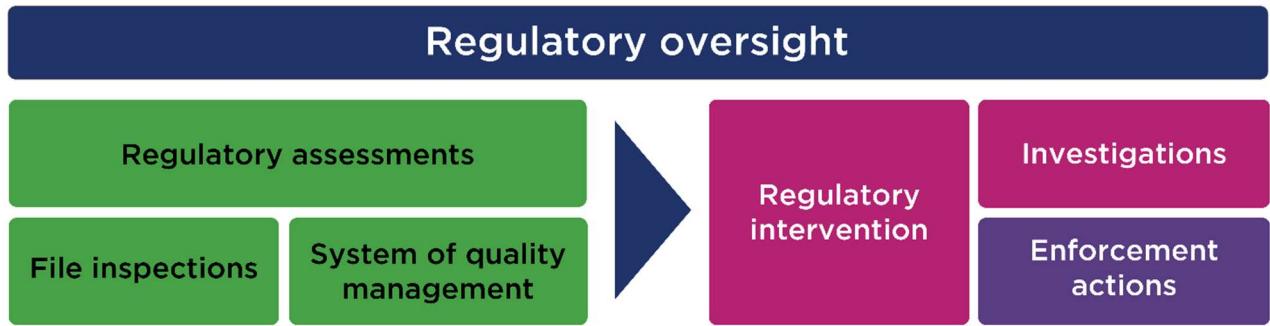 Regulatory oversight
Regulatory assessments
File inspections
System of quality
management
Regulatory
intervention
Investigations
Enforcement
actions